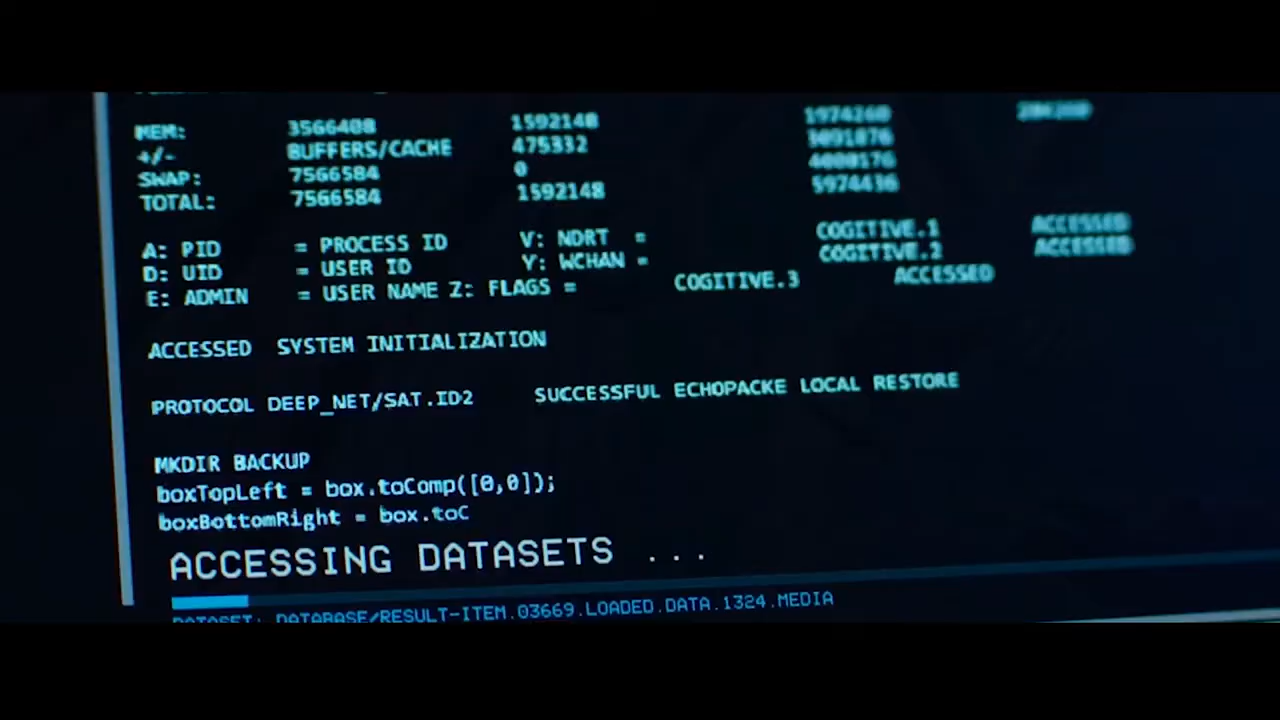 MEM: 3566408 1592148 1974260
+/- BUFFERS/CACHE 475332 3091876
SWAP: 7566584 0 4000176
TOTAL: 7566584 1592148 5974436
A: PID = PROCESS ID V: NDRT = COGITIVE.1 ACCESSED
D: UID = USER ID Y: WCHAN = COGITIVE.2 ACCESSED
E: ADMIN = USER NAME Z: FLAGS = COGITIVE.3 ACCESSED
ACCESSED SYSTEM INITIALIZATION
PROTOCOL DEEP_NET/SAT.ID2 SUCCESSFUL ECHOPACKE LOCAL RESTORE
MKDIR BACKUP
boxTopLeft = box.toComp([0,0]);
boxBottomRight = box.toC
ACCESSING DATASETS ...
DATASET: DATABASE/RESULT-ITEM.03669.LOADED.DATA.1324.MEDIA